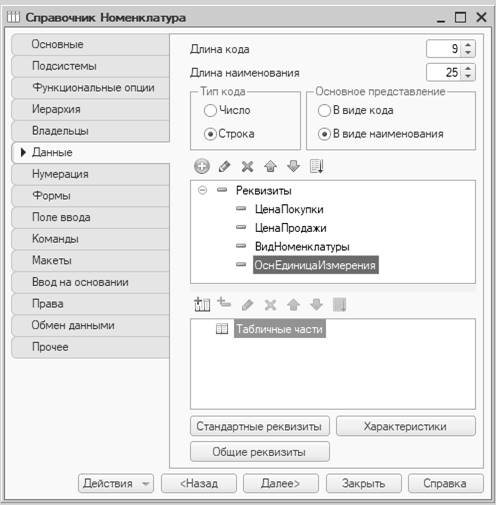 Справочник Номенклатура
Основные
Подсистемы
Функциональные опции
Иерархия
Владельцы
Данные
Нумерация
Формы
Поле ввода
Команды
Макеты
Ввод на основании
Права
Обмен данными
Прочее
Длина кода 9
Длина наименования 25
Тип кода
Число
Строка
Основное представление
В виде кода
В виде наименования
Реквизиты
ЦенаПокупки
ЦенаПродажи
ВидНоменклатуры
ОснЕдиницаИзмерения
Табличные части
Стандартные реквизиты Характеристики
Общие реквизиты
Действия <Назад Далее> Закрыть Справка